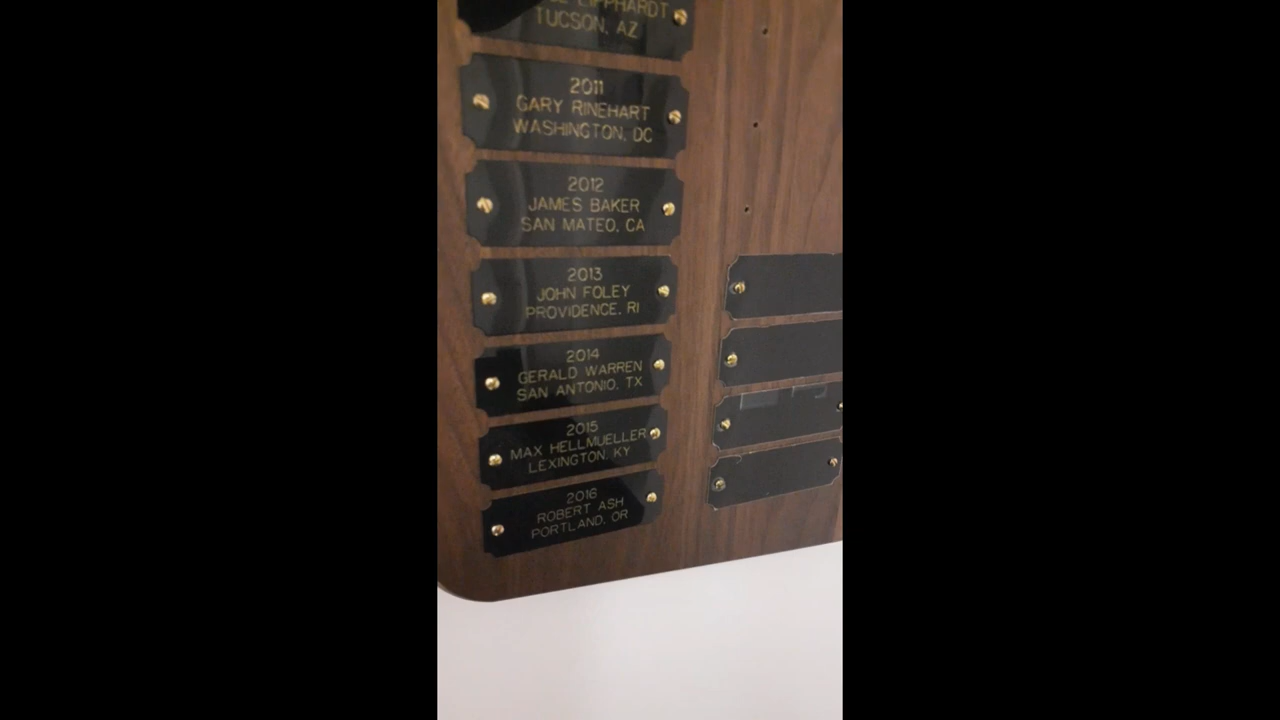 LIPPHARDT
TUCSON, AZ
2011
GARY RINEHART
WASHINGTON, DC
2012
JAMES BAKER
SAN MATEO, CA
2013
JOHN FOLEY
PROVIDENCE, RI
2014
GERALD WARREN
SAN ANTONIO, TX
2015
MAX HELLMUELLER
LEXINGTON, KY
2016
ROBERT ASH
PORTLAND, OR